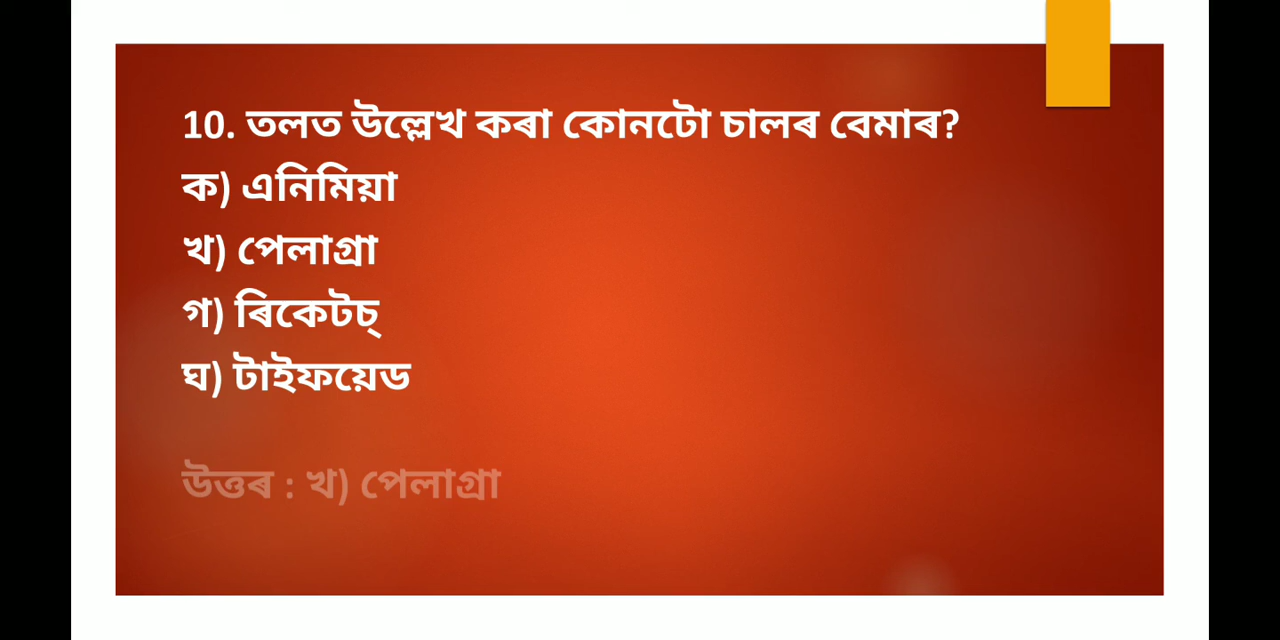 10. তলত উল্লেখ কৰা কোনটো চালৰ বেমাৰ?
ক) এনিমিয়া
খ) পেলাগ্ৰা
গ) ৰিকেটচ্
ঘ) টাইফয়েড
উত্তৰ : খ) পেলাগ্ৰা